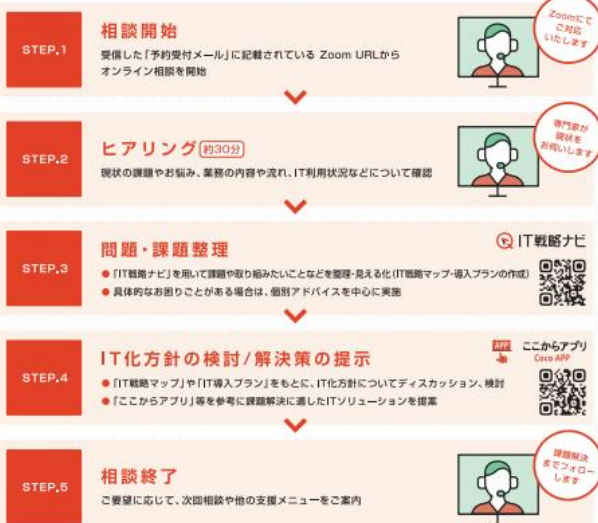 STEP.1
相談開始
受信した「予約受付メール」に記載されている Zoom URLから
オンライン相談を開始
Zoomにて
ご対応
いたします
STEP.2
ヒアリング 約30分
現状の課題やお悩み、業務の内容や流れ、IT利用状況などについて確認
専門家が
現状を
お伺いします
STEP.3
問題・課題整理
IT戦略ナビ
●「IT戦略ナビ」を用いて課題や取り組みたいことなどを整理・見える化(IT戦略マップ・導入プランの作成)
● 具体的なお困りごとがある場合は、個別アドバイスを中心に実施
STEP.4
IT化方針の検討/解決策の提示
APP
ここからアプリ
Coco APP
●「IT戦略マップ」や「IT導入プラン」をもとに、IT化方針についてディスカッション、検討
●「ここからアプリ」等を参考に課題解決に適したITソリューションを提案
STEP.5
相談終了
ご要望に応じて、次回相談や他の支援メニューをご案内
課題解決
までフォロー
します